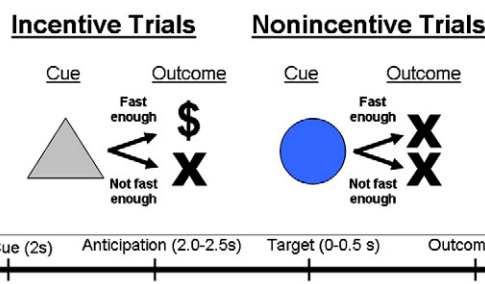 Incentive Trials
Nonincentive Trials
Cue
Outcome
Cue
Outcome
Fast
enough
$
X
Not fast
enough
Fast
enough
X
X
Not fast
enough
Cue (2s)
Anticipation (2.0-2.5s)
Target (0-0.5 s)
Outcom